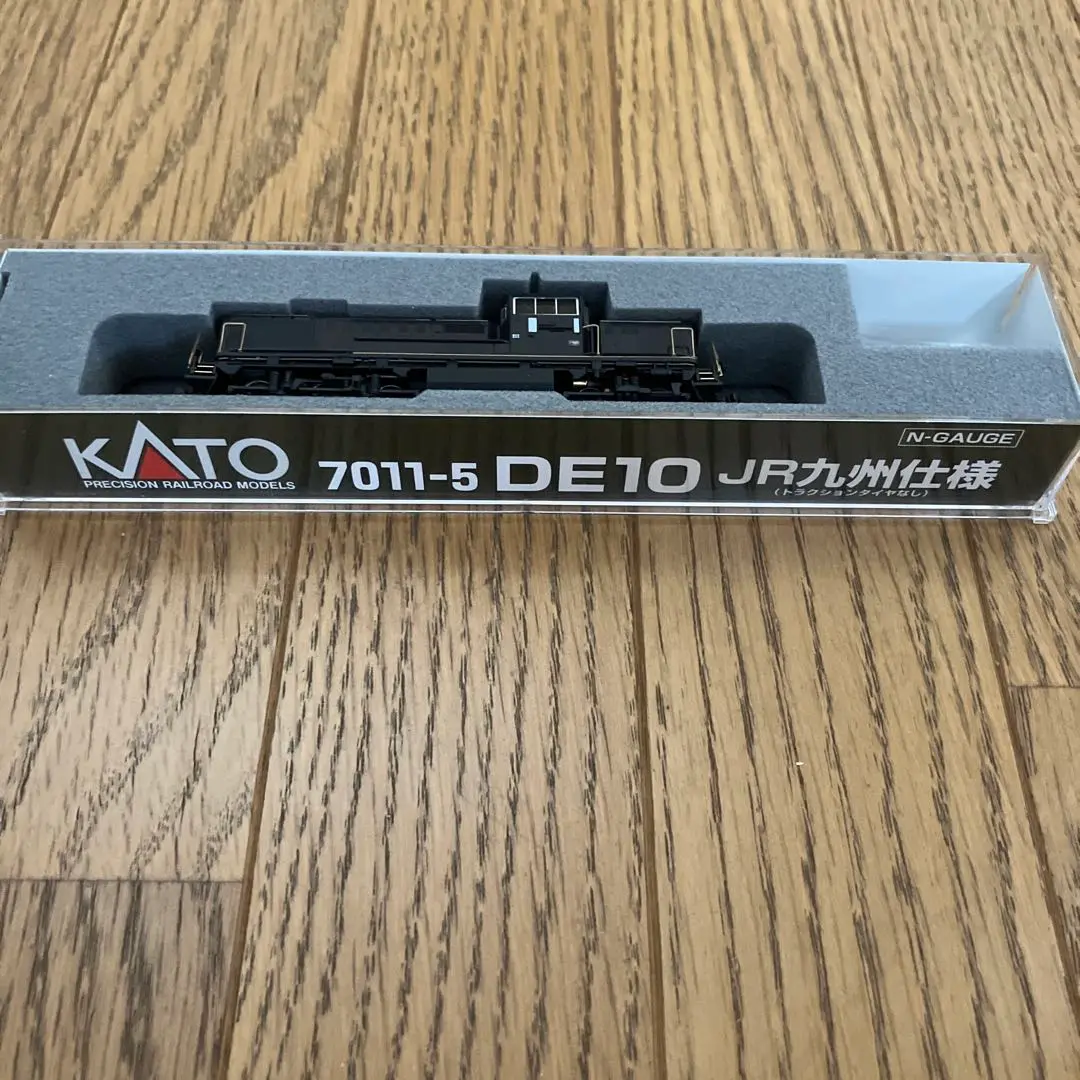 N-GAUGE
KATO 7011-5 DE10 JR九州仕様
PRECISION RAILROAD MODELS
(トラクションタイヤなし)